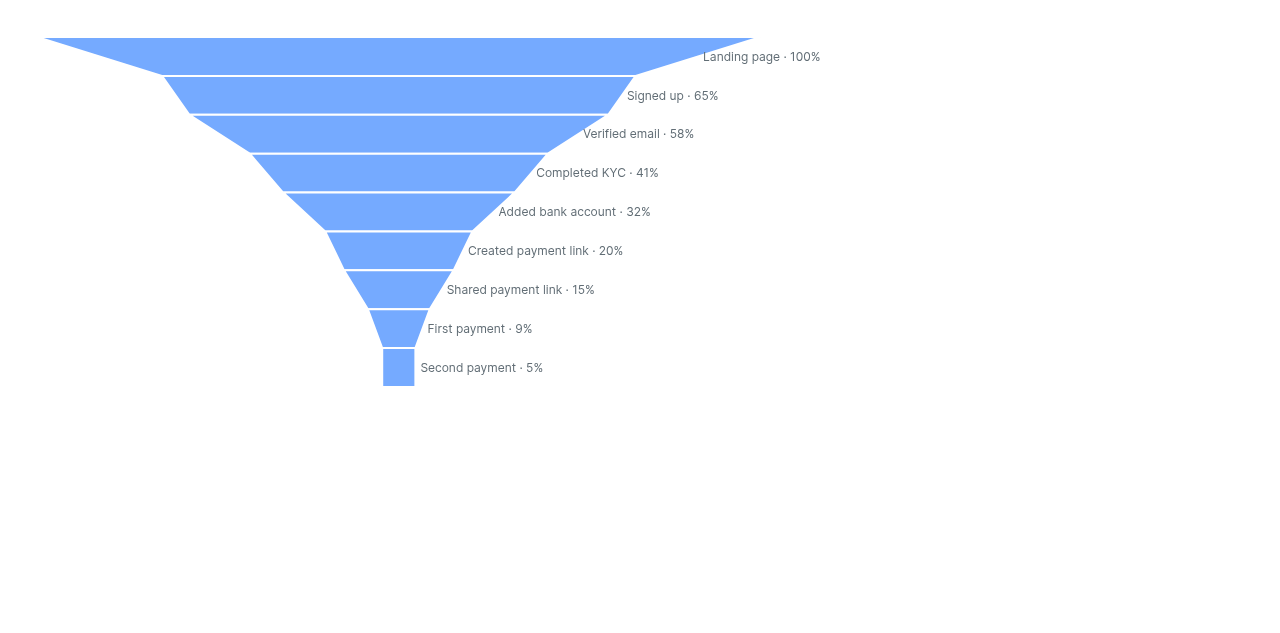 Landing page · 100%
Signed up · 65%
Verified email · 58%
Completed KYC · 41%
Added bank account · 32%
Created payment link · 20%
Shared payment link · 15%
First payment · 9%
Second payment · 5%